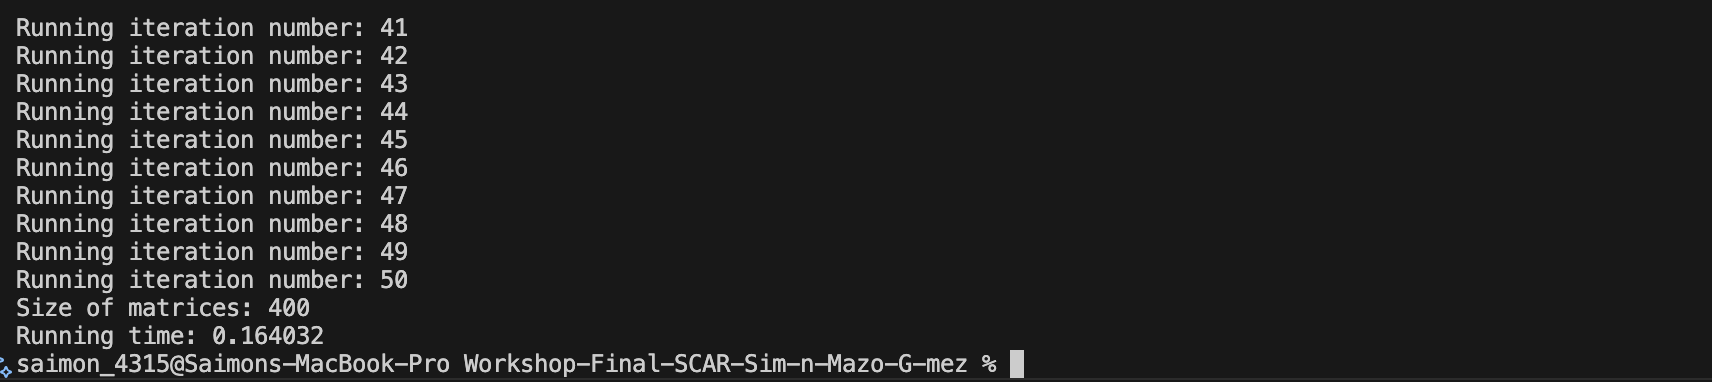 Running iteration number: 41
Running iteration number: 42
Running iteration number: 43
Running iteration number: 44
Running iteration number: 45
Running iteration number: 46
Running iteration number: 47
Running iteration number: 48
Running iteration number: 49
Running iteration number: 50
Size of matrices: 400
Running time: 0.164032
saimon_4315@Saimons-MacBook-Pro Workshop-Final-SCAR-Sim-n-Mazo-G-mez %